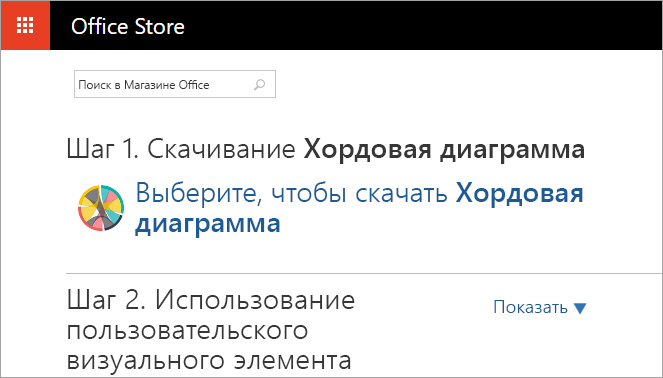 Office Store
Поиск в Магазине Office
Шаг 1. Скачивание Хордовая диаграмма
Выберите, чтобы скачать Хордовая
диаграмма
Шаг 2. Использование
Показать
пользовательского
визуального элемента